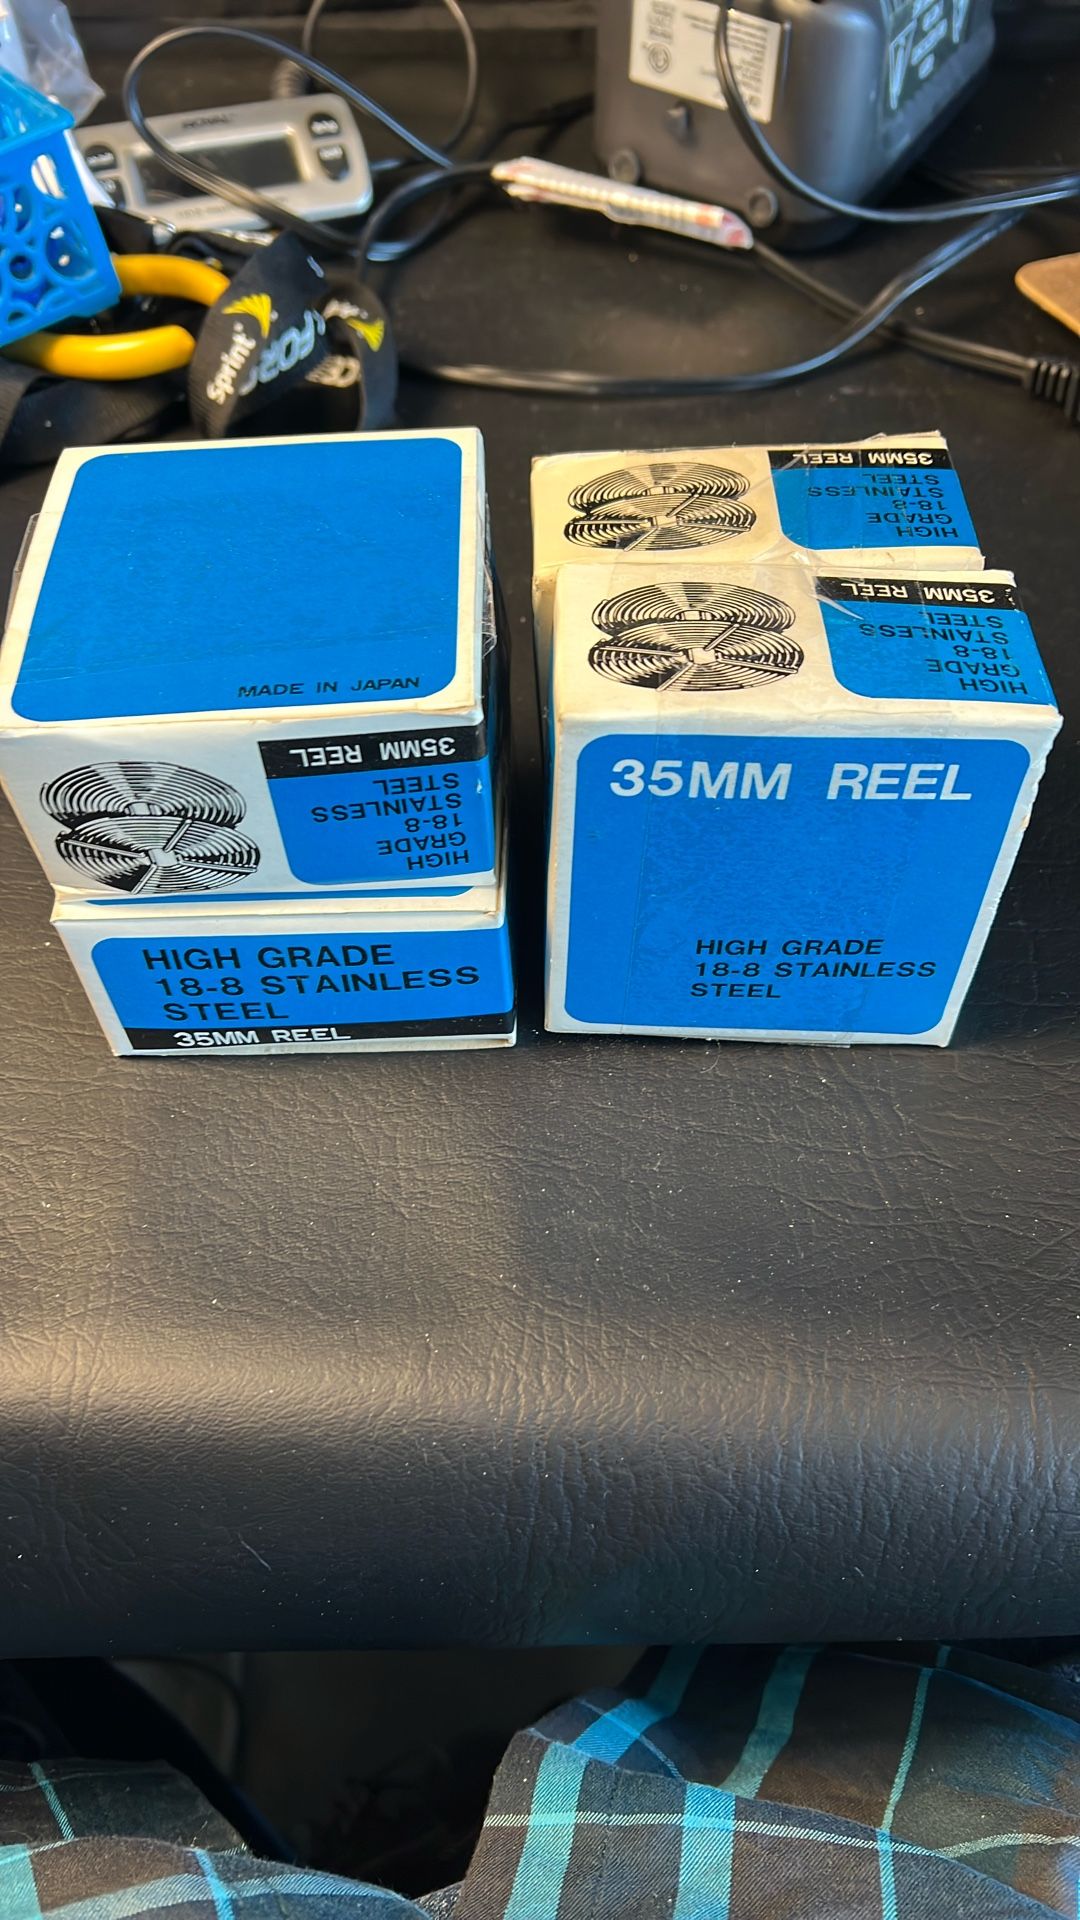 Sprint
FORC
MADE IN JAPAN
35MM REEL
HIGH
GRADE
18-8
STAINLESS
STEEL
HIGH GRADE
18-8 STAINLESS
STEEL
35MM REEL
35MM REEL
HIGH
GRADE
18-8
STAINLESS
STEEL
35MM REEL
HIGH
GRADE
18-8
STAINLESS
STEEL
35MM REEL
HIGH GRADE
18-8 STAINLESS
STEEL